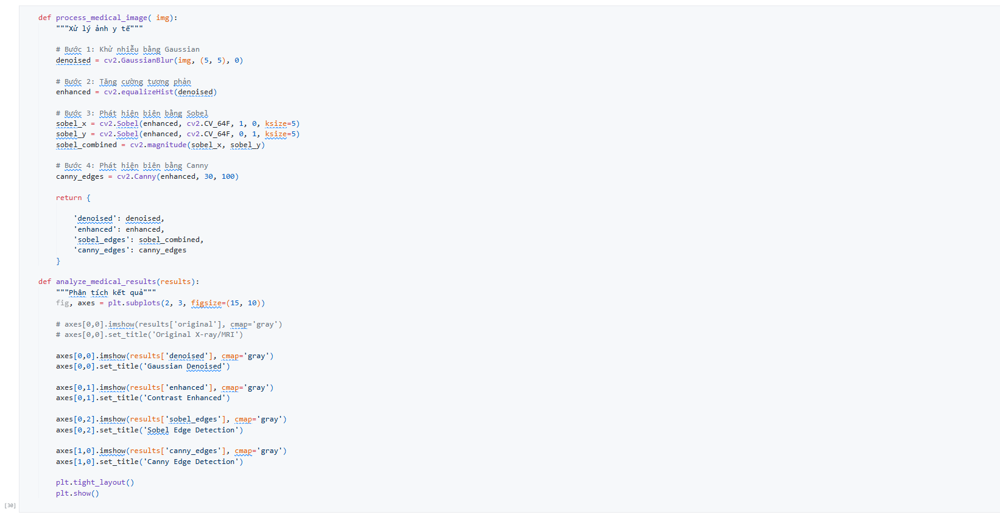 def process_medical_image( img):
    """Xử lý ảnh y tế"""
    # Bước 1: Khử nhiễu bằng Gaussian
    denoised = cv2.GaussianBlur(img, (5, 5), 0)
    # Bước 2: Tăng cường tương phản
    enhanced = cv2.equalizeHist(denoised)
    # Bước 3: Phát hiện biên bằng Sobel
    sobel_x = cv2.Sobel(enhanced, cv2.CV_64F, 1, 0, ksize=5)
    sobel_y = cv2.Sobel(enhanced, cv2.CV_64F, 0, 1, ksize=5)
    sobel_combined = cv2.magnitude(sobel_x, sobel_y)
    # Bước 4: Phát hiện biên bằng Canny
    canny_edges = cv2.Canny(enhanced, 30, 100)
    return {
        'denoised': denoised,
        'enhanced': enhanced,
        'sobel_edges': sobel_combined,
        'canny_edges': canny_edges
    }
def analyze_medical_results(results):
    """Phân tích kết quả"""
    fig, axes = plt.subplots(2, 3, figsize=(15, 10))
    # axes[0,0].imshow(results['original'], cmap='gray')
    # axes[0,0].set_title('Original X-ray/MRI')
    axes[0,0].imshow(results['denoised'], cmap='gray')
    axes[0,0].set_title('Gaussian Denoised')
    axes[0,1].imshow(results['enhanced'], cmap='gray')
    axes[0,1].set_title('Contrast Enhanced')
    axes[0,2].imshow(results['sobel_edges'], cmap='gray')
    axes[0,2].set_title('Sobel Edge Detection')
    axes[1,0].imshow(results['canny_edges'], cmap='gray')
    axes[1,0].set_title('Canny Edge Detection')
    plt.tight_layout()
    plt.show()
[30]